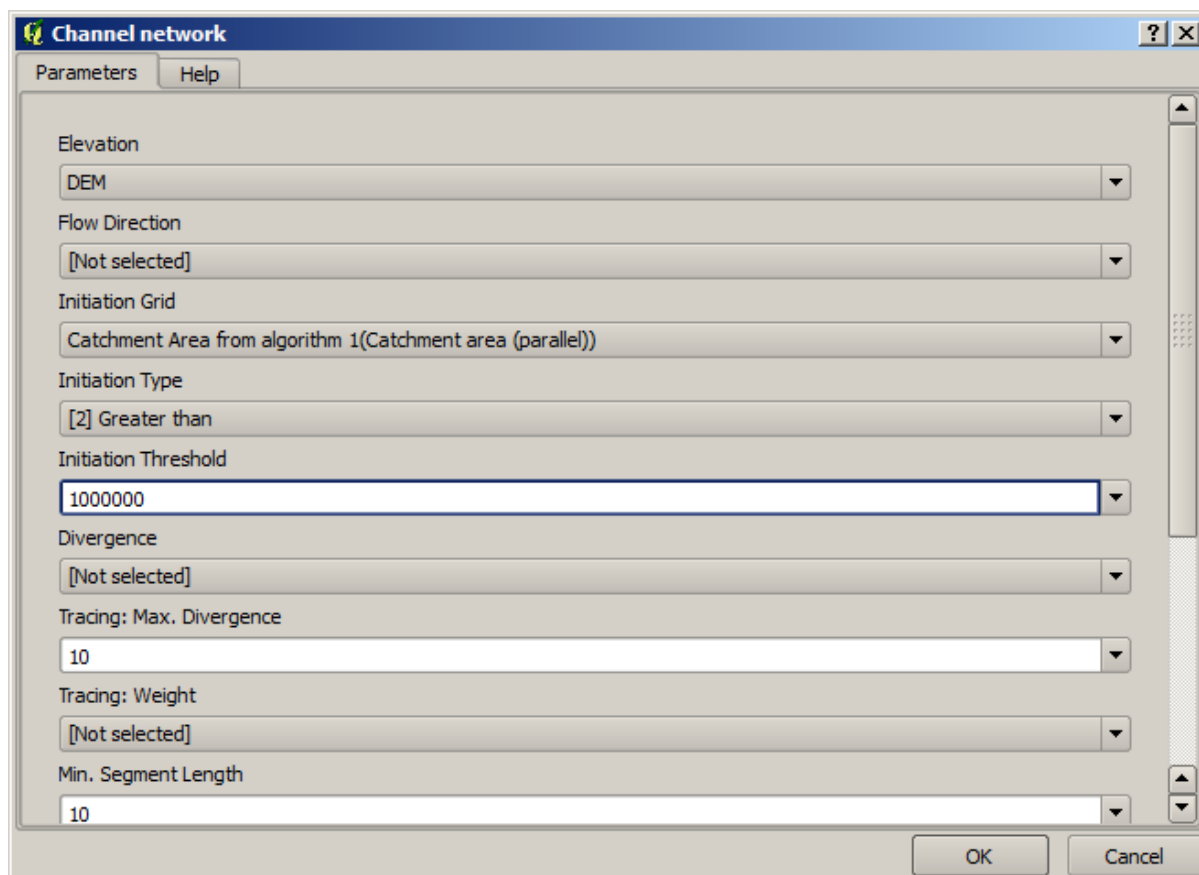 Channel network
Parameters
Help
Elevation
DEM
Flow Direction
[Not selected]
Initiation Grid
Catchment Area from algorithm 1(Catchment area (parallel))
Initiation Type
[2] Greater than
Initiation Threshold
1000000
Divergence
[Not selected]
Tracing: Max. Divergence
10
Tracing: Weight
[Not selected]
Min. Segment Length
10
OK
Cancel